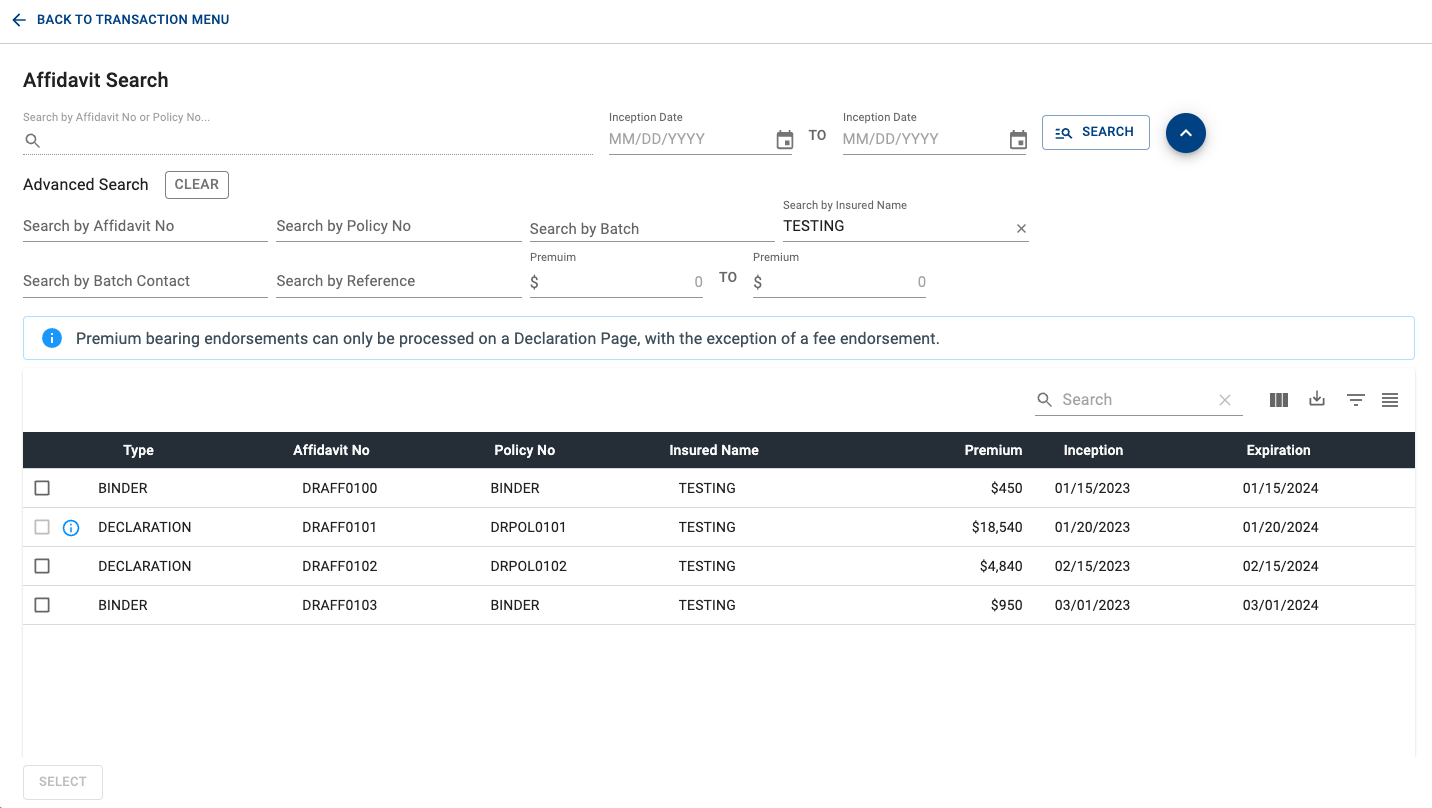 BACK TO TRANSACTION MENU
Affidavit Search
Search by Affidavit No or Policy No...
Inception Date
MM/DD/YYYY
TO
Inception Date
MM/DD/YYYY
SEARCH
Advanced Search CLEAR
Search by Affidavit No
Search by Policy No
Search by Batch
Search by Insured Name
TESTING
Search by Batch Contact
Search by Reference
Premuim
$ 0
TO
Premium
$ 0
Premium bearing endorsements can only be processed on a Declaration Page, with the exception of a fee endorsement.
Search
Type Affidavit No Policy No Insured Name Premium Inception Expiration
BINDER DRAFF0100 BINDER TESTING $450 01/15/2023 01/15/2024
DECLARATION DRAFF0101 DRPOL0101 TESTING $18,540 01/20/2023 01/20/2024
DECLARATION DRAFF0102 DRPOL0102 TESTING $4,840 02/15/2023 02/15/2024
BINDER DRAFF0103 BINDER TESTING $950 03/01/2023 03/01/2024
SELECT